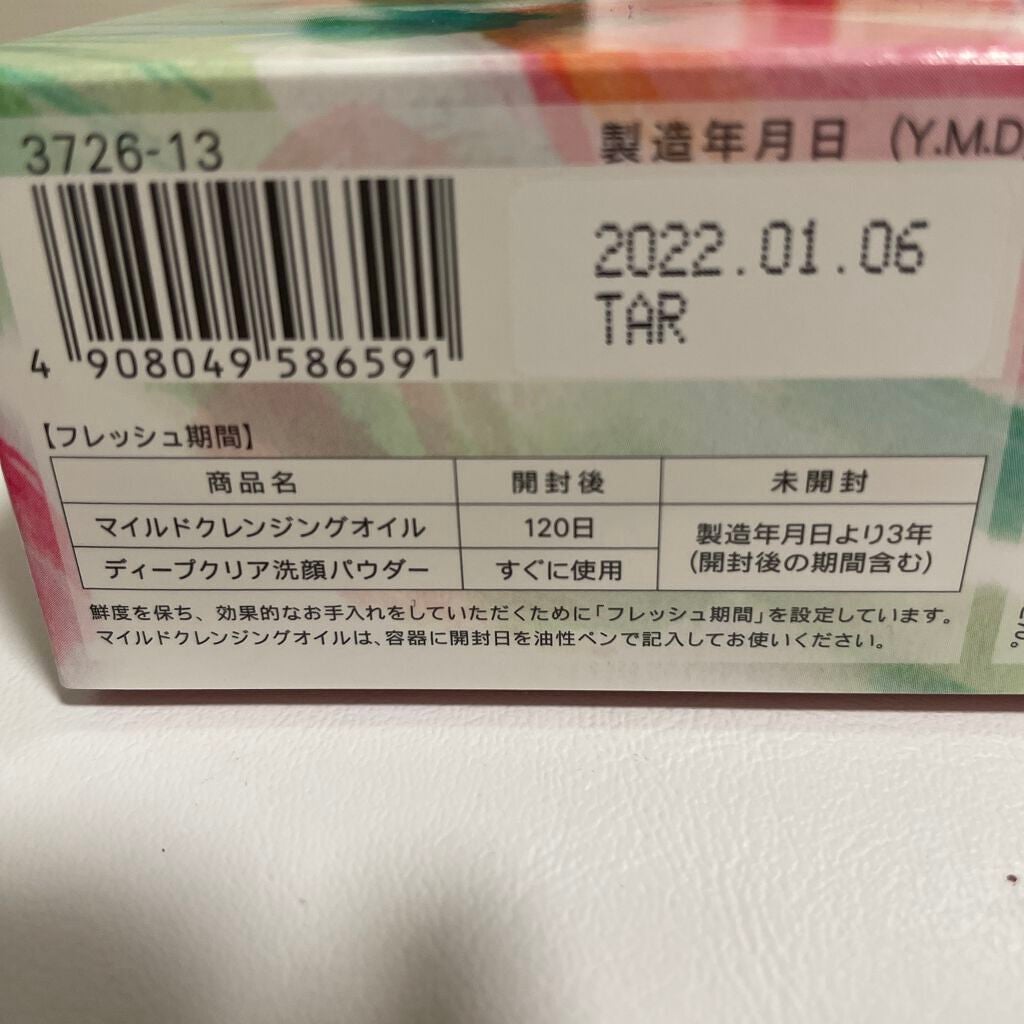 3726-13
製造年月日 (Y.M.D
2022.01.06
TAR
4 908049 586591
【フレッシュ期間】
商品名 開封後 未開封
マイルドクレンジングオイル 120日 製造年月日より3年
(開封後の期間含む)
ディープクリア洗顔パウダー すぐに使用
鮮度を保ち、効果的なお手入れをしていただくために「フレッシュ期間」を設定しています。
マイルドクレンジングオイルは、容器に開封日を油性ペンで記入してお使いください。